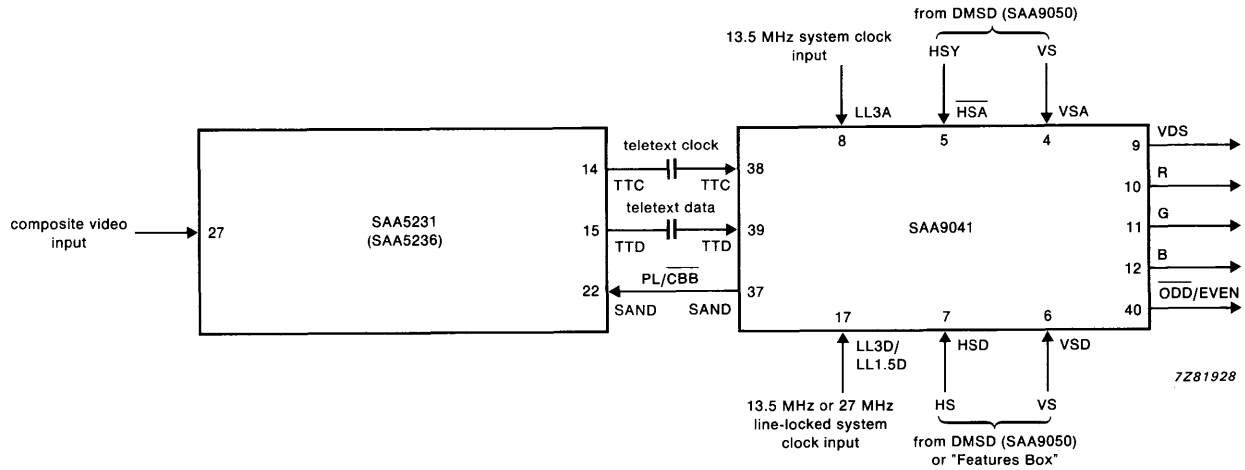 from DMSD (SAA9050)
13.5 MHz system clock
input
HSY
VS
LL3A
HSA
VSA
8
5
4
9
VDS
teletext clock
14
38
TTC
TTC
10
R
teletext data
composite video
input
27
SAA5231
(SAA5236)
SAA9041
11
G
15
39
TTD
TTD
12
B
PL/CBB
22
37
SAND
SAND
ODD/EVEN
40
17
7
6
LL3D/
LL1.5D
HSD
VSD
7Z81928
13.5 MHz or 27 MHz
line-locked system
clock input
HS
VS
from DMSD (SAA9050)
or "Features Box"